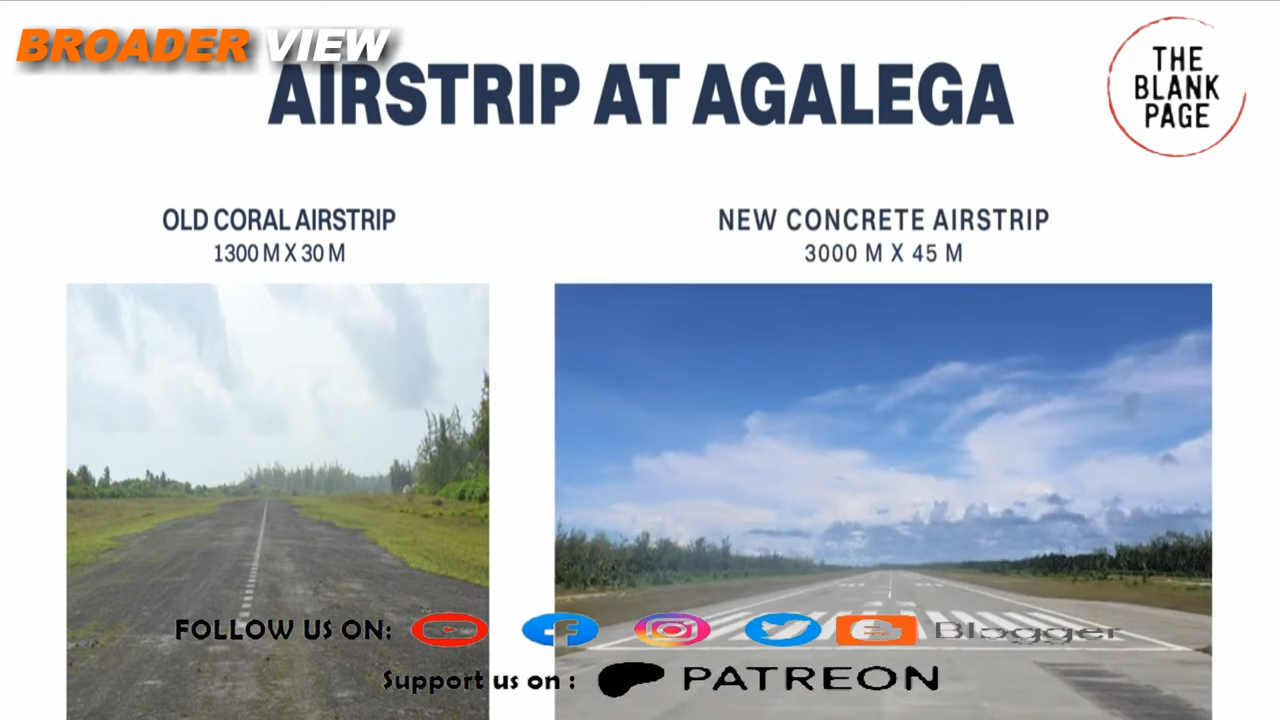 BROADER VIEW
AIRSTRIP AT AGALEGA
THE
BLANK
PAGE
OLD CORAL AIRSTRIP
1300 M X 30 M
NEW CONCRETE AIRSTRIP
3000 M X 45 M
FOLLOW US ON:
Blogger
Support us on :
PATREON